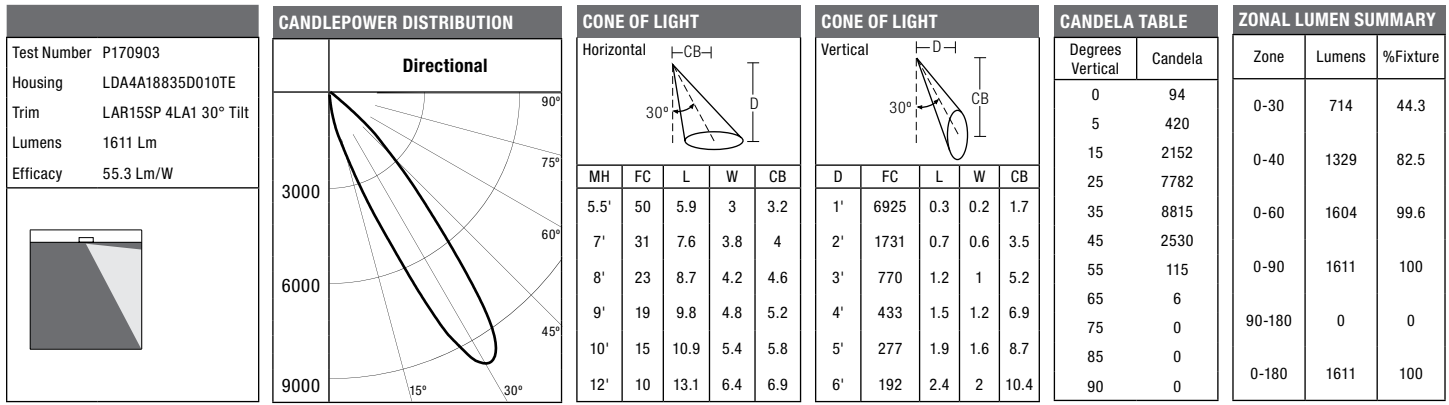 Test Number P170903
Housing LDA4A18835D010TE
Trim LAR15SP 4LA1 30° Tilt
Lumens 1611 Lm
Efficacy 55.3 Lm/W
CANDLEPOWER DISTRIBUTION
Directional
90°
75°
3000
60°
6000
45°
9000 15° 30°
CONE OF LIGHT
Horizontal CB
30° D
MH FC L W CB
5.5' 50 5.9 3 3.2
7' 31 7.6 3.8 4
8' 23 8.7 4.2 4.6
9' 19 9.8 4.8 5.2
10' 15 10.9 5.4 5.8
12' 10 13.1 6.4 6.9
CONE OF LIGHT
Vertical D
30° CB
D FC L W CB
1' 6925 0.3 0.2 1.7
2' 1731 0.7 0.6 3.5
3' 770 1.2 1 5.2
4' 433 1.5 1.2 6.9
5' 277 1.9 1.6 8.7
6' 192 2.4 2 10.4
CANDELA TABLE
Degrees
Vertical Candela
0 94
5 420
15 2152
25 7782
35 8815
45 2530
55 115
65 6
75 0
85 0
90 0
ZONAL LUMEN SUMMARY
Zone Lumens %Fixture
0-30 714 44.3
0-40 1329 82.5
0-60 1604 99.6
0-90 1611 100
90-180 0 0
0-180 1611 100